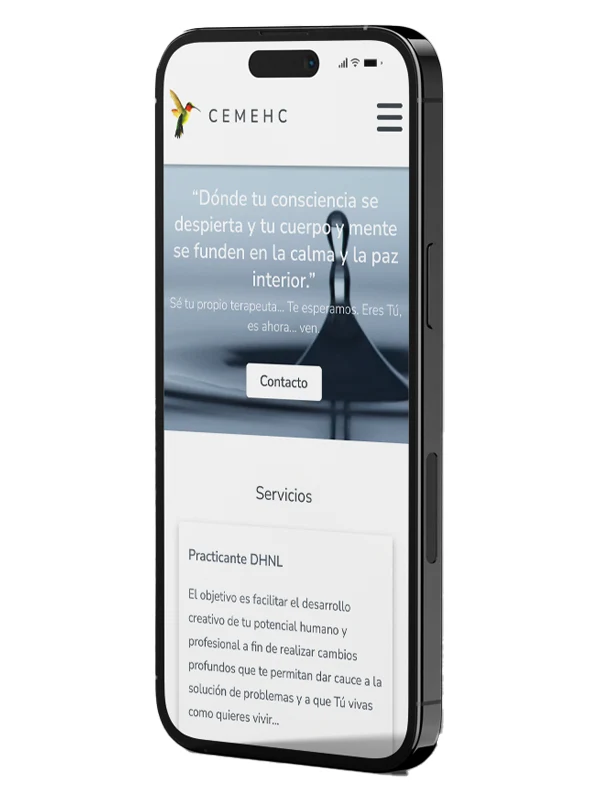 CEMEHC
“Dónde tu consciencia se
despierta y tu cuerpo y mente
se funden en la calma y la paz
interior.”
Sé tu propio terapeuta... Te esperamos. Eres Tú,
es ahora... ven.
Contacto
Servicios
Practicante DHNL
El objetivo es facilitar el desarrollo
creativo de tu potencial humano y
profesional a fin de realizar cambios
profundos que te permitan dar cauce a la
solución de problemas y a que Tú vivas
como quieres vivir...